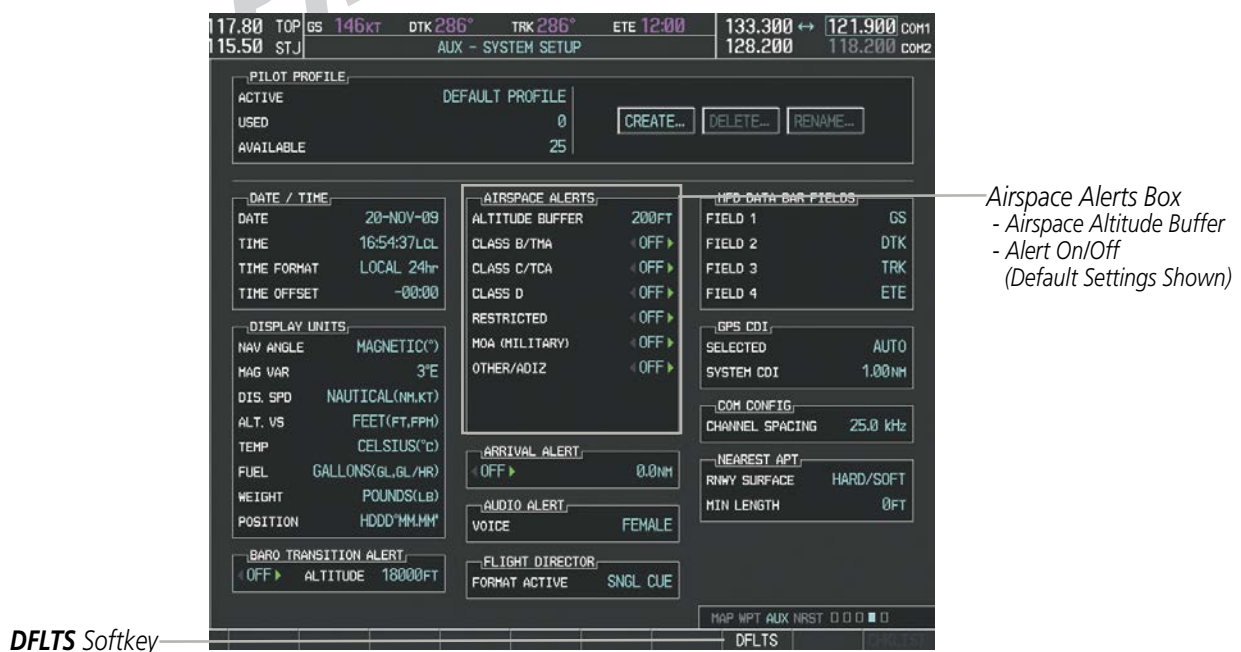 117.80 TOP GS 146KT DTK 286° TRK 286° ETE 12:00 133.300 ↔ 121.900 COM1
115.50 STJ AUX - SYSTEM SETUP 128.200 118.200 COM2
PILOT PROFILE
ACTIVE DEFAULT PROFILE
USED 0 CREATE... DELETE... RENAME...
AVAILABLE 25
DATE / TIME
DATE 20-NOV-09
TIME 16:54:37LCL
TIME FORMAT LOCAL 24hr
TIME OFFSET -00:00
DISPLAY UNITS
NAV ANGLE MAGNETIC(°)
MAG VAR 3°E
DIS. SPD NAUTICAL(NM,KT)
ALT. VS FEET(FT,FPM)
TEMP CELSIUS(°C)
FUEL GALLONS(GL,GL/HR)
WEIGHT POUNDS(LB)
POSITION HDDD°MM.MM'
BARO TRANSITION ALERT
OFF ALTITUDE 18000FT
AIRSPACE ALERTS
ALTITUDE BUFFER 200FT
CLASS B/TMA OFF
CLASS C/TCA OFF
CLASS D OFF
RESTRICTED OFF
MOA (MILITARY) OFF
OTHER/ADIZ OFF
ARRIVAL ALERT
OFF 0.0NM
AUDIO ALERT
VOICE FEMALE
FLIGHT DIRECTOR
FORMAT ACTIVE SNGL CUE
MFD DATA BAR FIELDS
FIELD 1 GS
FIELD 2 DTK
FIELD 3 TRK
FIELD 4 ETE
GPS CDI
SELECTED AUTO
SYSTEM CDI 1.00NM
COM CONFIG
CHANNEL SPACING 25.0 kHz
NEAREST APT
RNWY SURFACE HARD/SOFT
MIN LENGTH 0FT
MAP WPT AUX NRST
DFLTS
Airspace Alerts Box
- Airspace Altitude Buffer
- Alert On/Off
(Default Settings Shown)
DFLTS Softkey